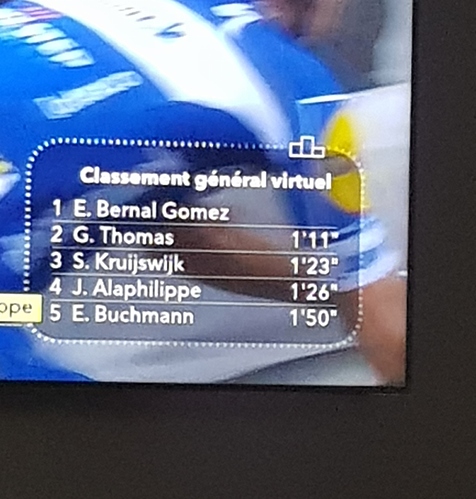 Classement général virtuel
1 E. Bernal Gomez
2 G. Thomas 1'11"
3 S. Kruijswijk 1'23"
4 J. Alaphilippe 1'26"
ope
5 E. Buchmann 1'50"